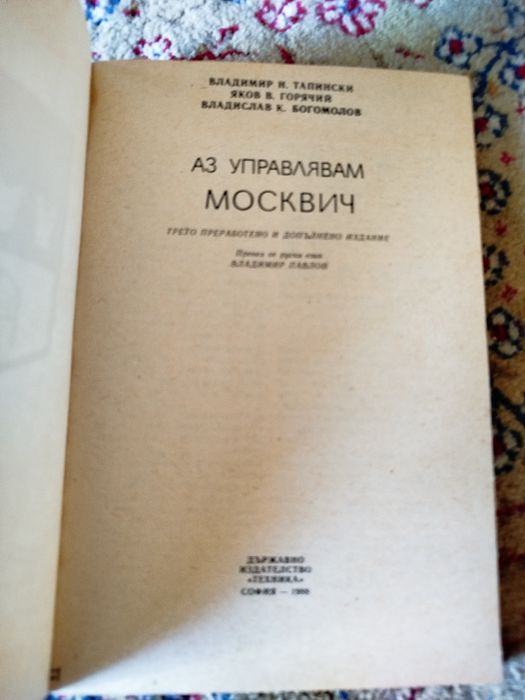 ВЛАДИМИР Н. ТАПИНСКИ
ЯКОВ В. ГОРЯЧИЙ
ВЛАДИСЛАВ К. БОГОМОЛОВ
АЗ УПРАВЛЯВАМ
МОСКВИЧ
ТРЕТО ПРЕРАБОТЕНО И ДОПЪЛНЕНО ИЗДАНИЕ
Превел от руски език
ВЛАДИМИР ПАВЛОВ
ДЪРЖАВНО
ИЗДАТЕЛСТВО
«ТЕХНИКА»
СОФИЯ —